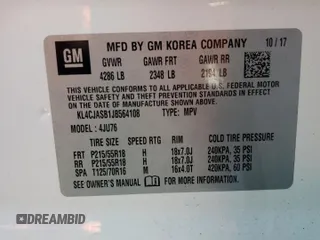 GM
MFD BY GM KOREA COMPANY 10/17
GVWR GAWR FRT GAWR RR
4286 LB 2348 LB 2194 LB
THIS VEHICLE CONFORMS TO ALL APPLICABLE U.S. FEDERAL
MOTOR VEHICLE SAFETY, BUMPER, AND THEFT PREVENTION
STANDARDS IN EFFECT ON THE DATE OF MANUFACTURE SHOWN ABOVE.
KL4CJASB1JB564108 TYPE: MPV
MODEL: 4JU76
TIRE SIZE SPEED RTG RIM COLD TIRE PRESSURE
FRT P215/55R18 H 18x7.0J 240KPA, 35 PSI
RR P215/55R18 H 18x7.0J 240KPA, 35 PSI
SPA T125/70R16 M 16x4.0T 420KPA, 60 PSI
SEE OWNER'S MANUAL FOR ADDITIONAL INFORMATION.
DREAMBID